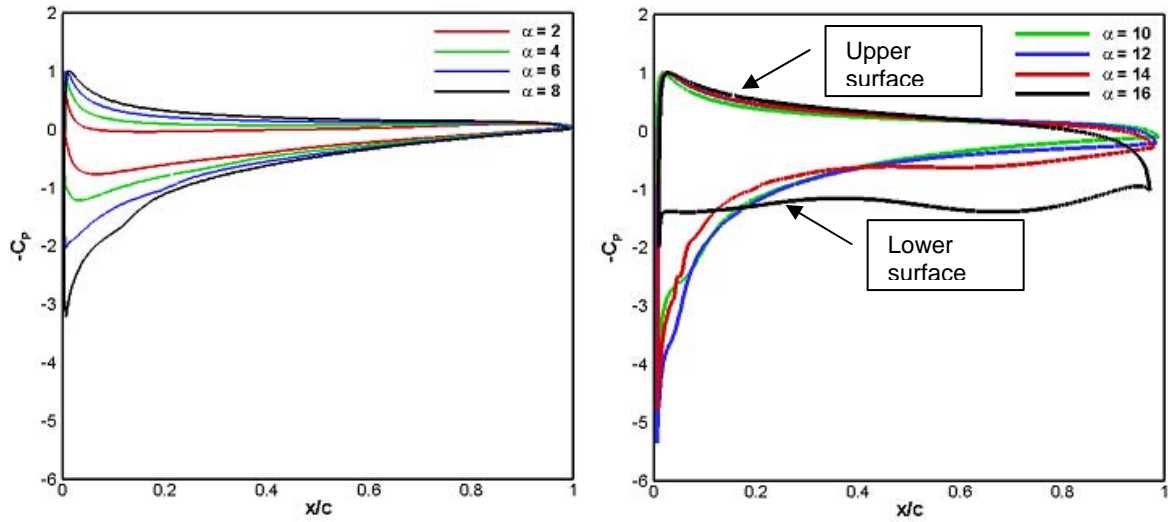 2
1
0
-1
-2
-3
-4
-5
-6
-Cp
0
0.2
0.4
0.6
0.8
1
x/c
α = 2
α = 4
α = 6
α = 8
2
1
0
-1
-2
-3
-4
-5
-6
-Cp
0
0.2
0.4
0.6
0.8
1
x/c
α = 10
α = 12
α = 14
α = 16
Upper
surface
Lower
surface